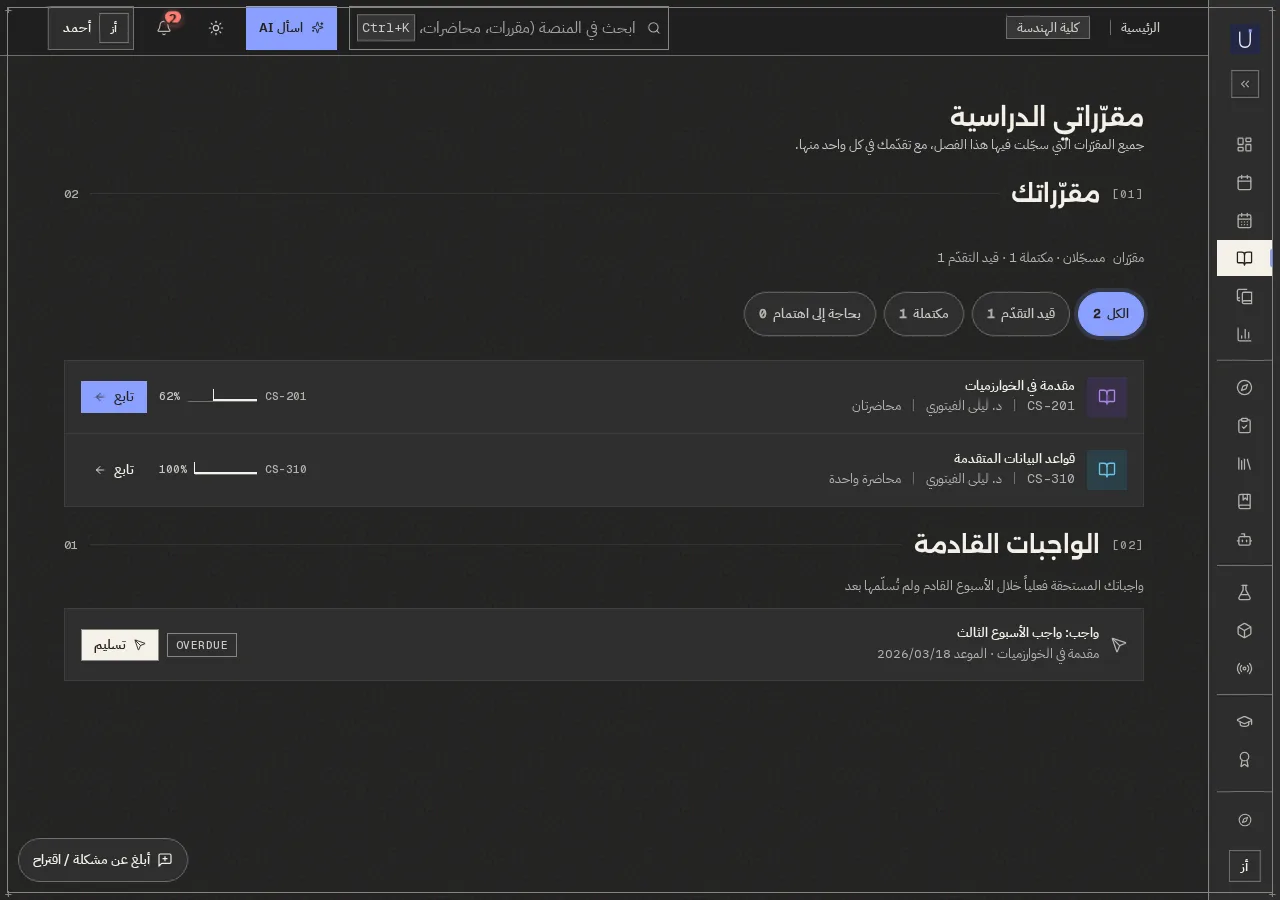 الرئيسية
كلية الهندسة
ابحث في المنصة (مقررات، محاضرات، Ctrl+K
اسأل AI
2
أز أحمد
مقرّراتي الدراسية
جميع المقرّرات التي سجّلت فيها هذا الفصل، مع تقدّمك في كل واحد منها.
[01] مقرّراتك 02
مقرّران مسجّلان · مكتملة 1 · قيد التقدّم 1
الكل 2
قيد التقدّم 1
مكتملة 1
بحاجة إلى اهتمام 0
مقدمة في الخوارزميات
CS-201 | د. ليلى الفيتوري | محاضرتان
CS-201 62% تابع ←
قواعد البيانات المتقدمة
CS-310 | د. ليلى الفيتوري | محاضرة واحدة
CS-310 100% تابع ←
[02] الواجبات القادمة 01
واجباتك المستحقة فعلياً خلال الأسبوع القادم ولم تُسلّمها بعد
واجب: واجب الأسبوع الثالث
مقدمة في الخوارزميات · الموعد 2026/03/18
OVERDUE
تسليم
أبلغ عن مشكلة / اقتراح
U
«
أز